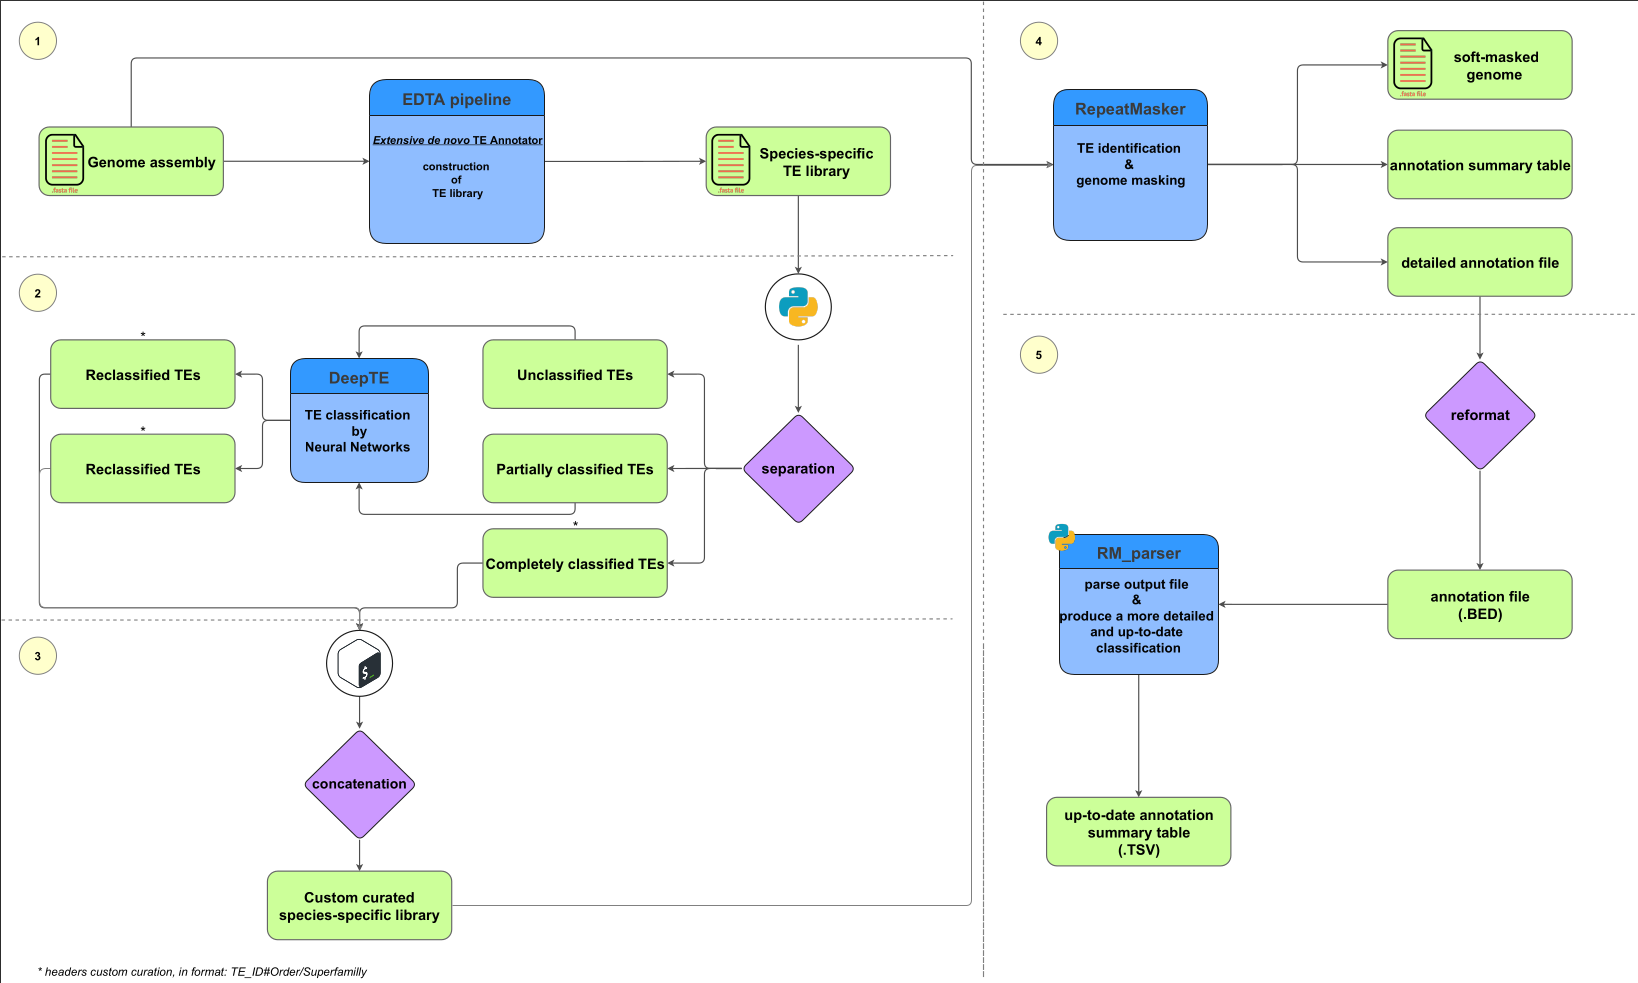 1
Genome assembly
.fasta file
EDTA pipeline
Extensive de novo TE Annotator
construction
of
TE library
Species-specific
TE library
.fasta file
2
*
Reclassified TEs
*
Reclassified TEs
DeepTE
TE classification
by
Neural Networks
Unclassified TEs
Partially classified TEs
*
Completely classified TEs
separation
3
$_
concatenation
Custom curated
species-specific library
* headers custom curation, in format: TE_ID#Order/Superfamilly
4
RepeatMasker
TE identification
&
genome masking
soft-masked
genome
.fasta file
annotation summary table
detailed annotation file
5
reformat
annotation file
(.BED)
RM_parser
parse output file
&
produce a more detailed
and up-to-date
classification
up-to-date annotation
summary table
(.TSV)